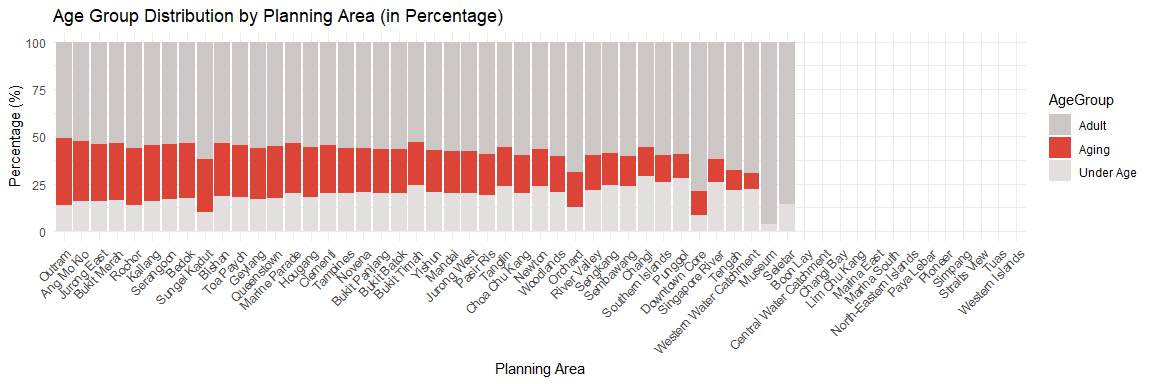 Age Group Distribution by Planning Area (in Percentage)
100
75
50
25
0
Percentage (%)
Outram
Ang Mo Kio
Jurong East
Bukit Merah
Rochor
Kallang
Serangoon
Bedok
Sungei Kadut
Bishan
Toa Payoh
Geylang
Queenstown
Marine Parade
Hougang
Clementi
Tampines
Novena
Bukit Panjang
Bukit Batok
Bukit Timah
Yishun
Mandai
Jurong West
Pasir Ris
Tanglin
Choa Chu Kang
Newton
Woodlands
Orchard
River Valley
Sengkang
Sembawang
Changi
Southern Islands
Punggol
Downtown Core
Singapore River
Tengah
Western Water Catchment
Museum
Seletar
Boon Lay
Central Water Catchment
Changi Bay
Lim Chu Kang
Marina East
Marina South
North-Eastern Islands
Paya Lebar
Pioneer
Simpang
Straits View
Tuas
Western Islands
Planning Area
AgeGroup
Adult
Aging
Under Age